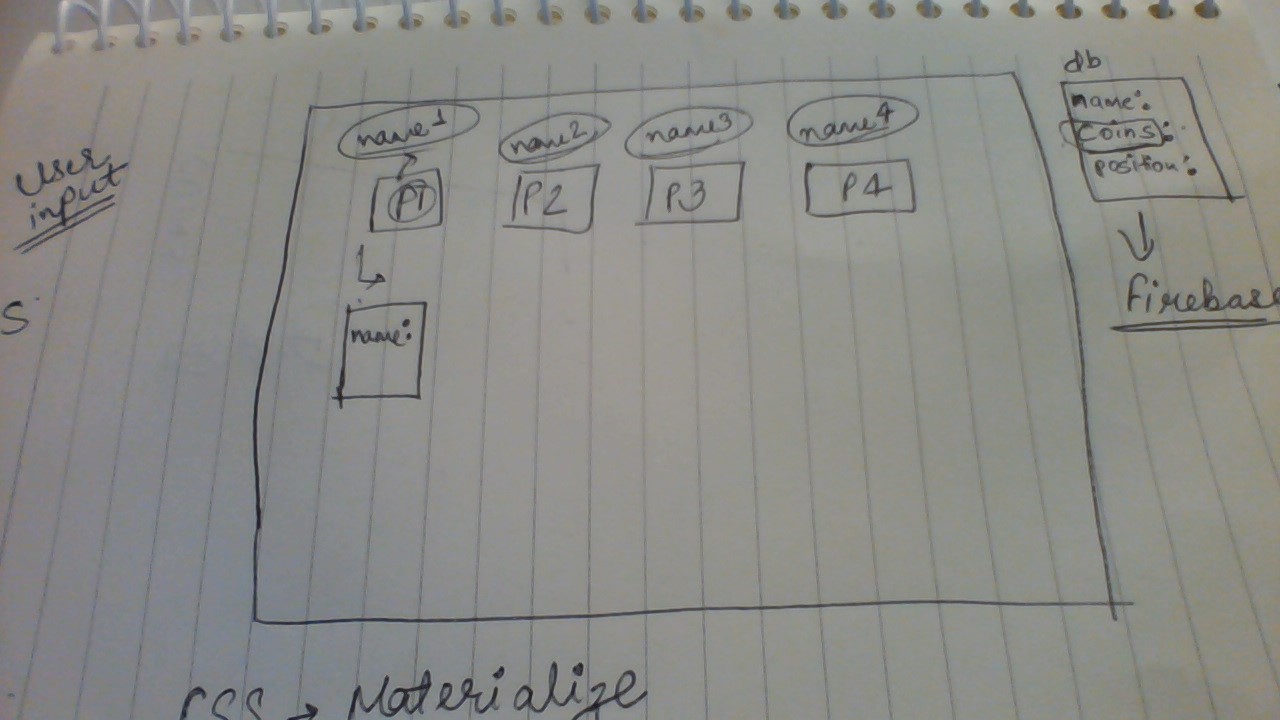 db
name:
coins:
position:
firebase
User
input
S
name1 name2 name3 name4
P1 P2 P3 P4
name:
CSS → Materialize